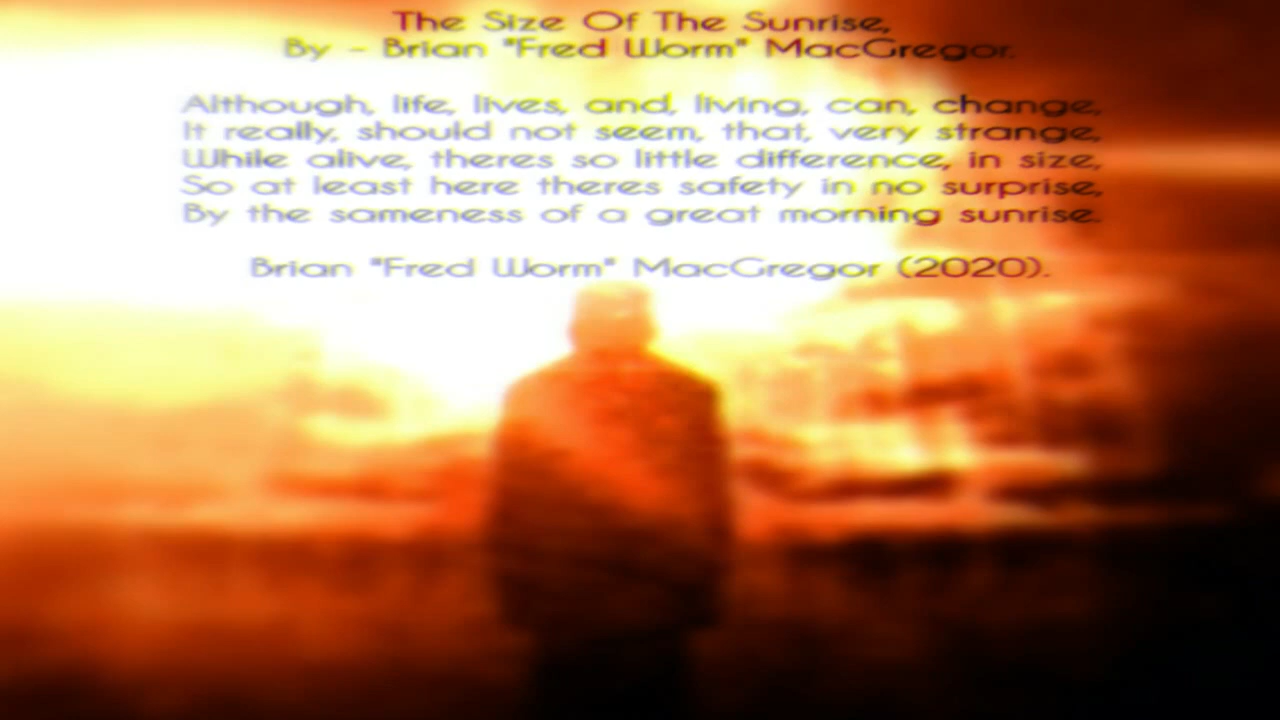 The Size Of The Sunrise,
By - Brian "Fred Worm" MacGregor.
Although, life, lives, and, living, can, change,
It really, should not seem, that, very strange,
While alive, theres so little difference, in size,
So at least here theres safety in no surprise,
By the sameness of a great morning sunrise.
Brian "Fred Worm" MacGregor (2020).